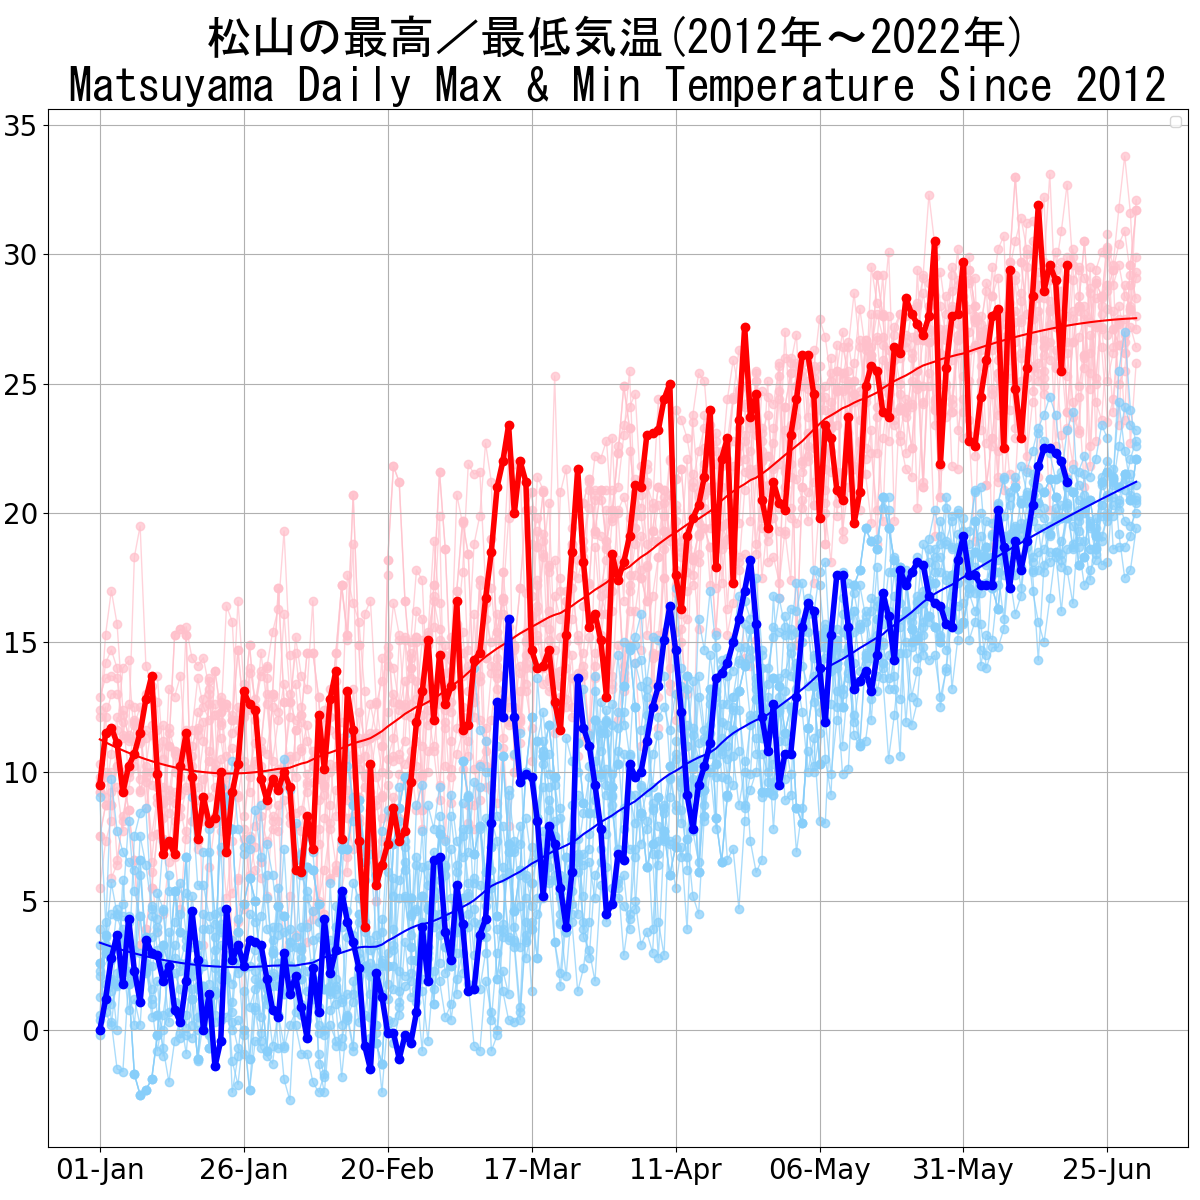 松山の最高／最低気温(2012年～2022年)
Matsuyama Daily Max & Min Temperature Since 2012
35
30
25
20
15
10
5
0
01-Jan 26-Jan 20-Feb 17-Mar 11-Apr 06-May 31-May 25-Jun